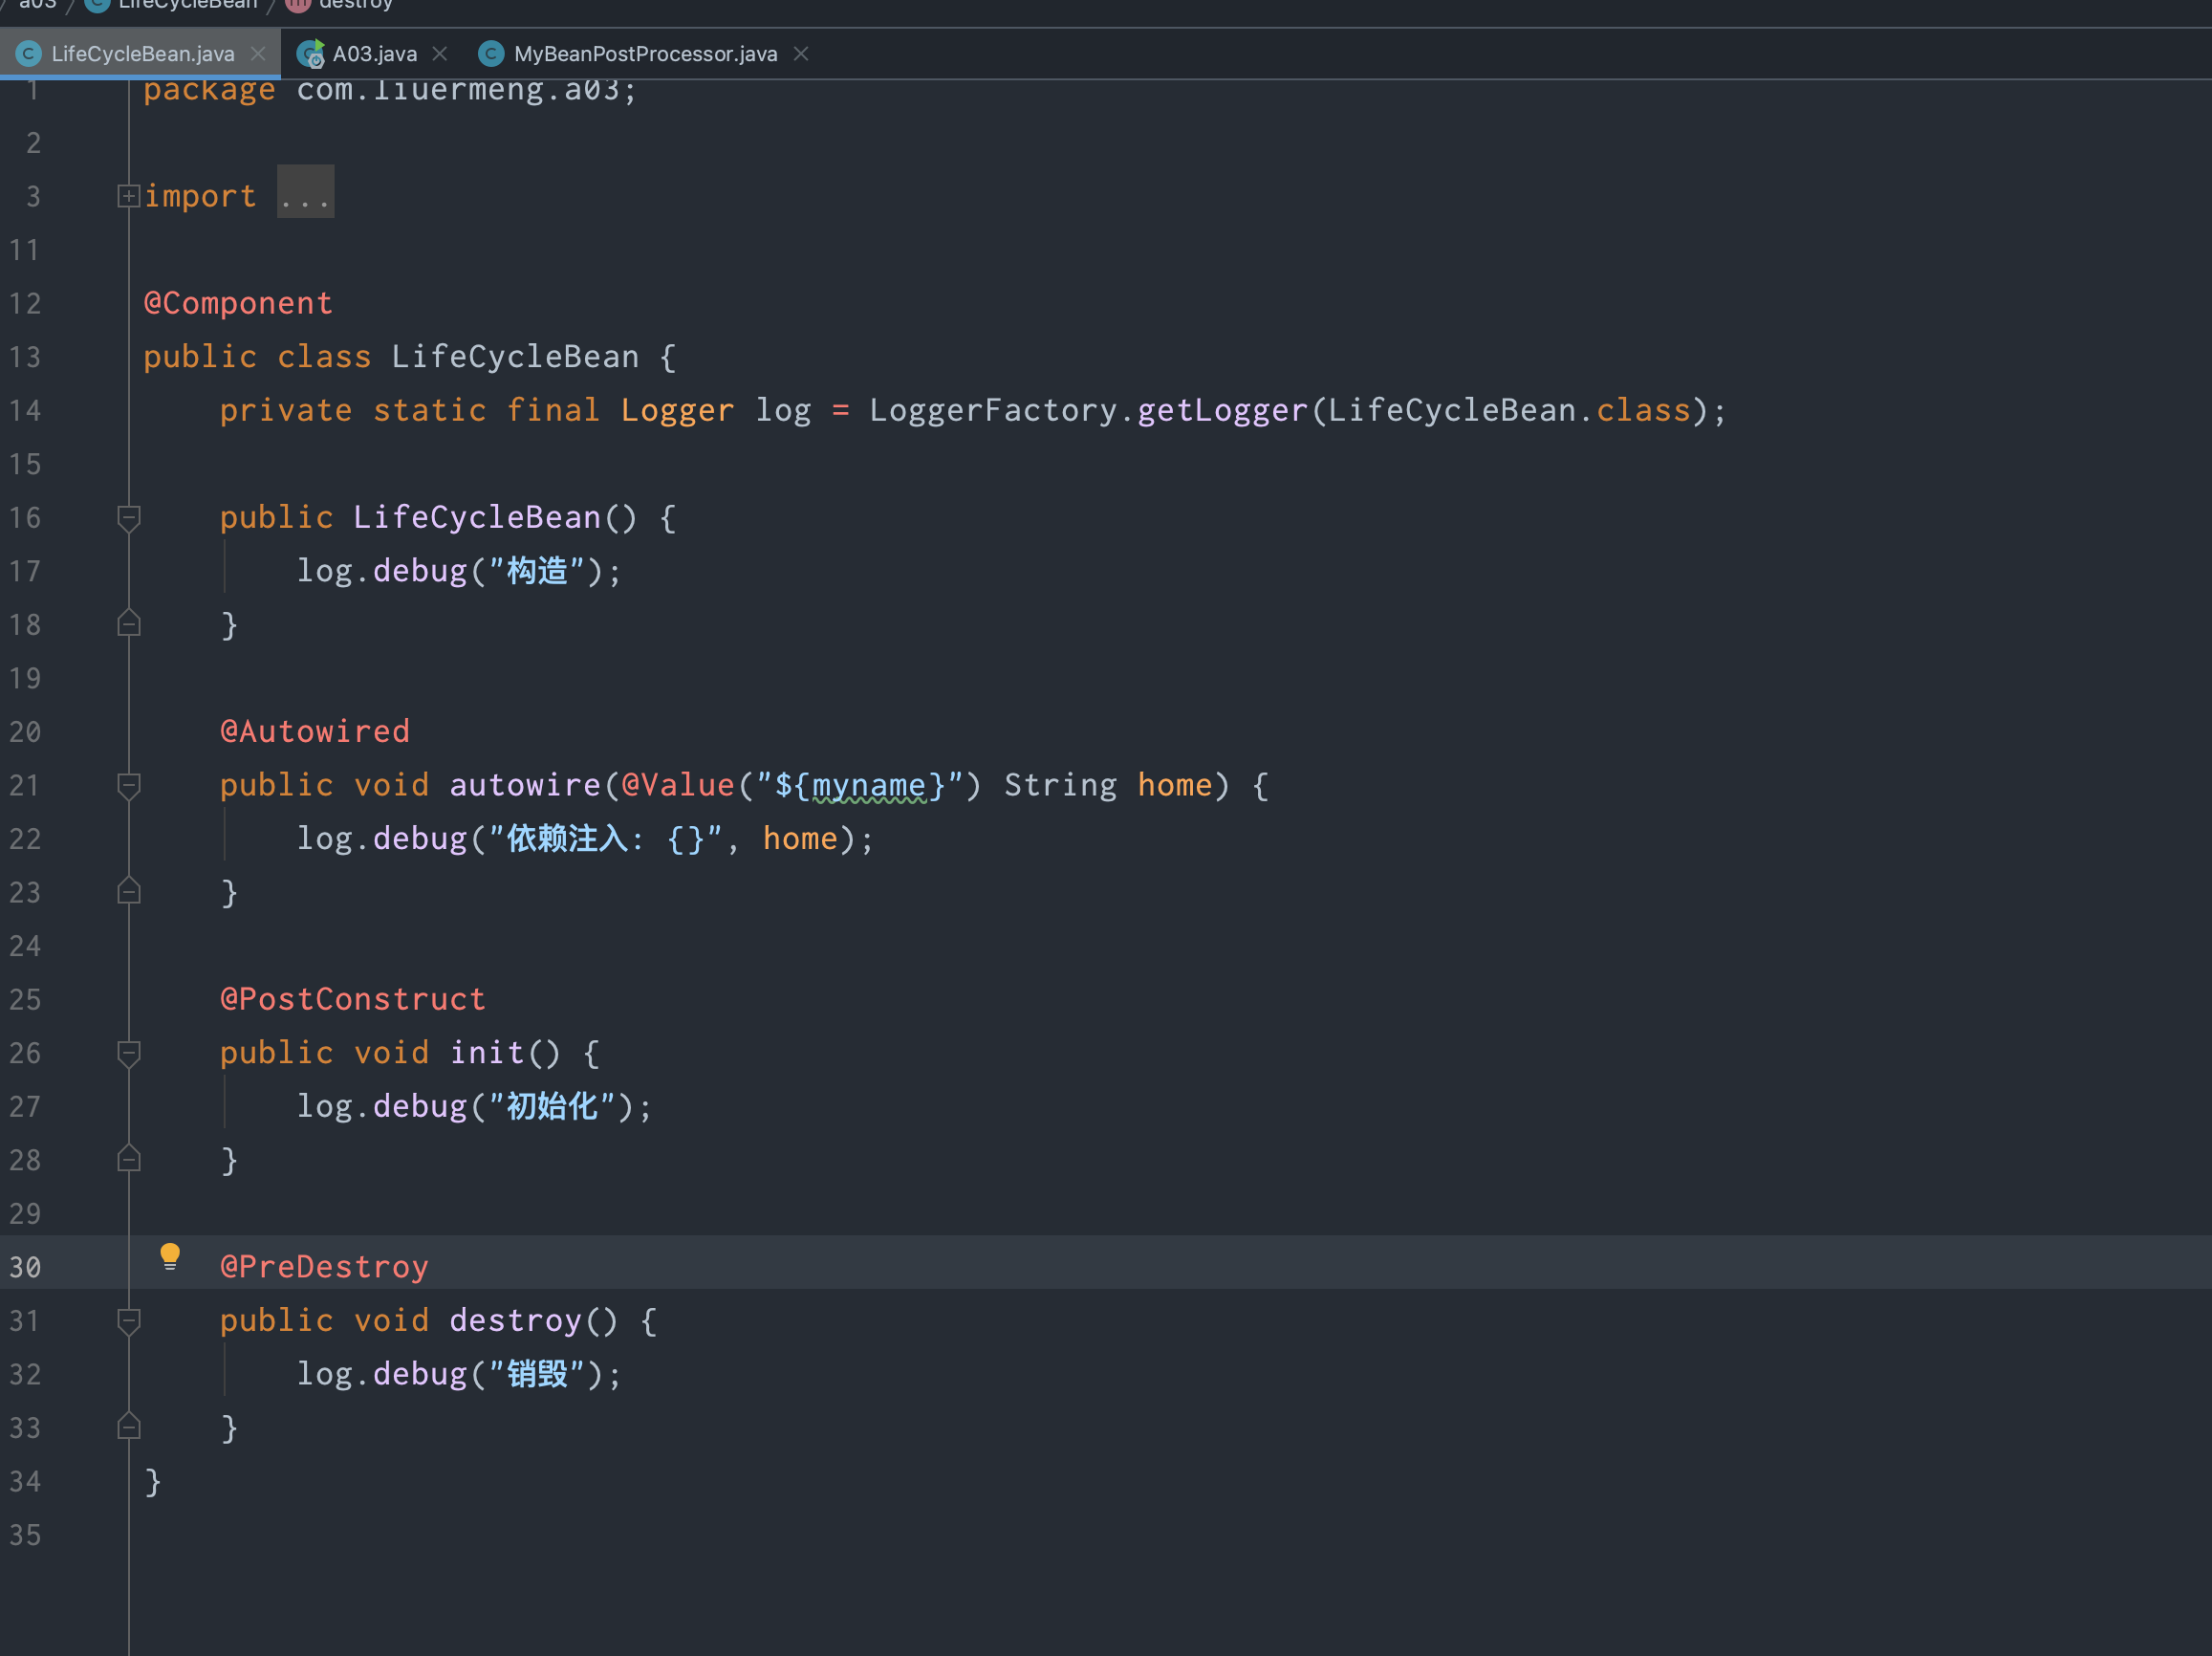 a03 / LifeCycleBean / destroy
LifeCycleBean.java A03.java MyBeanPostProcessor.java
1 package com.liuermeng.a03;
2
3 import ...
11
12 @Component
13 public class LifeCycleBean {
14 private static final Logger log = LoggerFactory.getLogger(LifeCycleBean.class);
15
16 public LifeCycleBean() {
17 log.debug("构造");
18 }
19
20 @Autowired
21 public void autowire(@Value("${myname}") String home) {
22 log.debug("依赖注入: {}", home);
23 }
24
25 @PostConstruct
26 public void init() {
27 log.debug("初始化");
28 }
29
30 @PreDestroy
31 public void destroy() {
32 log.debug("销毁");
33 }
34 }
35